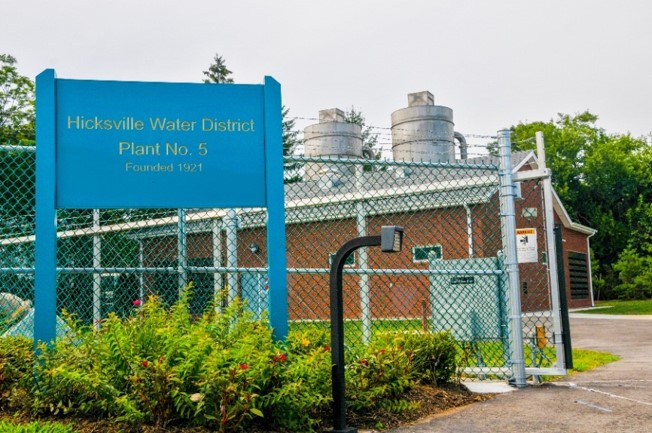 Hicksville Water District
Plant No. 5
Founded 1921